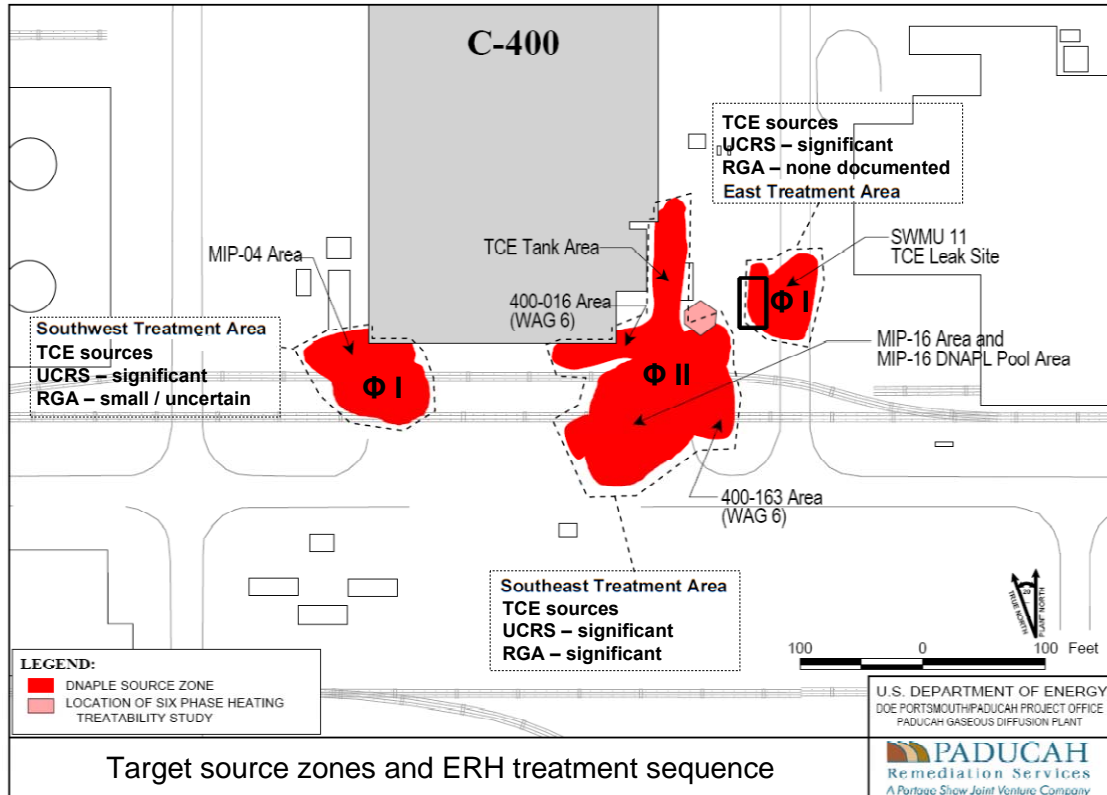 C-400
TCE sources
UCRS – significant
RGA – none documented
East Treatment Area
MIP-04 Area
TCE Tank Area
SWMU 11
TCE Leak Site
400-016 Area
(WAG 6)
Φ I
Southwest Treatment Area
TCE sources
UCRS – significant
RGA – small / uncertain
MIP-16 Area and
MIP-16 DNAPL Pool Area
Φ I
Φ II
400-163 Area
(WAG 6)
Southeast Treatment Area
TCE sources
UCRS – significant
RGA – significant
20
TRUE NORTH
PLANT NORTH
100 0 100 Feet
LEGEND:
DNAPLE SOURCE ZONE
LOCATION OF SIX PHASE HEATING
TREATABILITY STUDY
U.S. DEPARTMENT OF ENERGY
DOE PORTSMOUTH/PADUCAH PROJECT OFFICE
PADUCAH GASEOUS DIFFUSION PLANT
Target source zones and ERH treatment sequence
PADUCAH
Remediation Services
A Portage Shaw Joint Venture Company